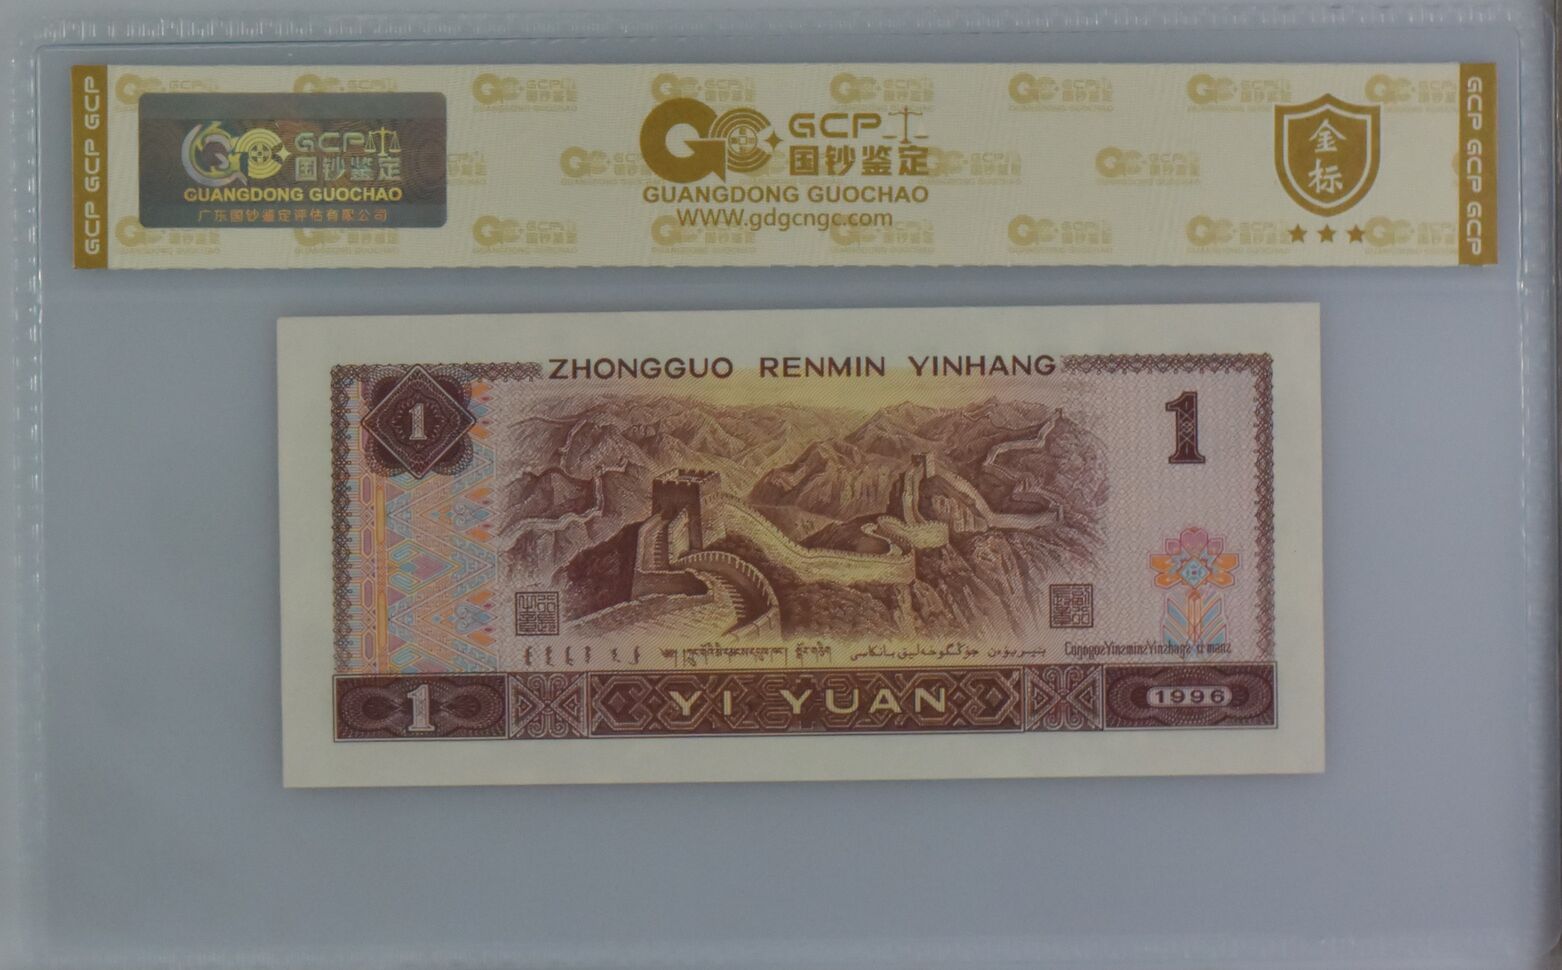 GCP GCP GCP
GCP
国钞鉴定
GUANGDONG GUOCHAO
广东国钞鉴定评估有限公司
GCP
国钞鉴定
GUANGDONG GUOCHAO
WWW.gdgcngc.com
金
标
GCP GCP GCP
ZHONGGUO RENMIN YINHANG
1
1
1
YI YUAN
1996